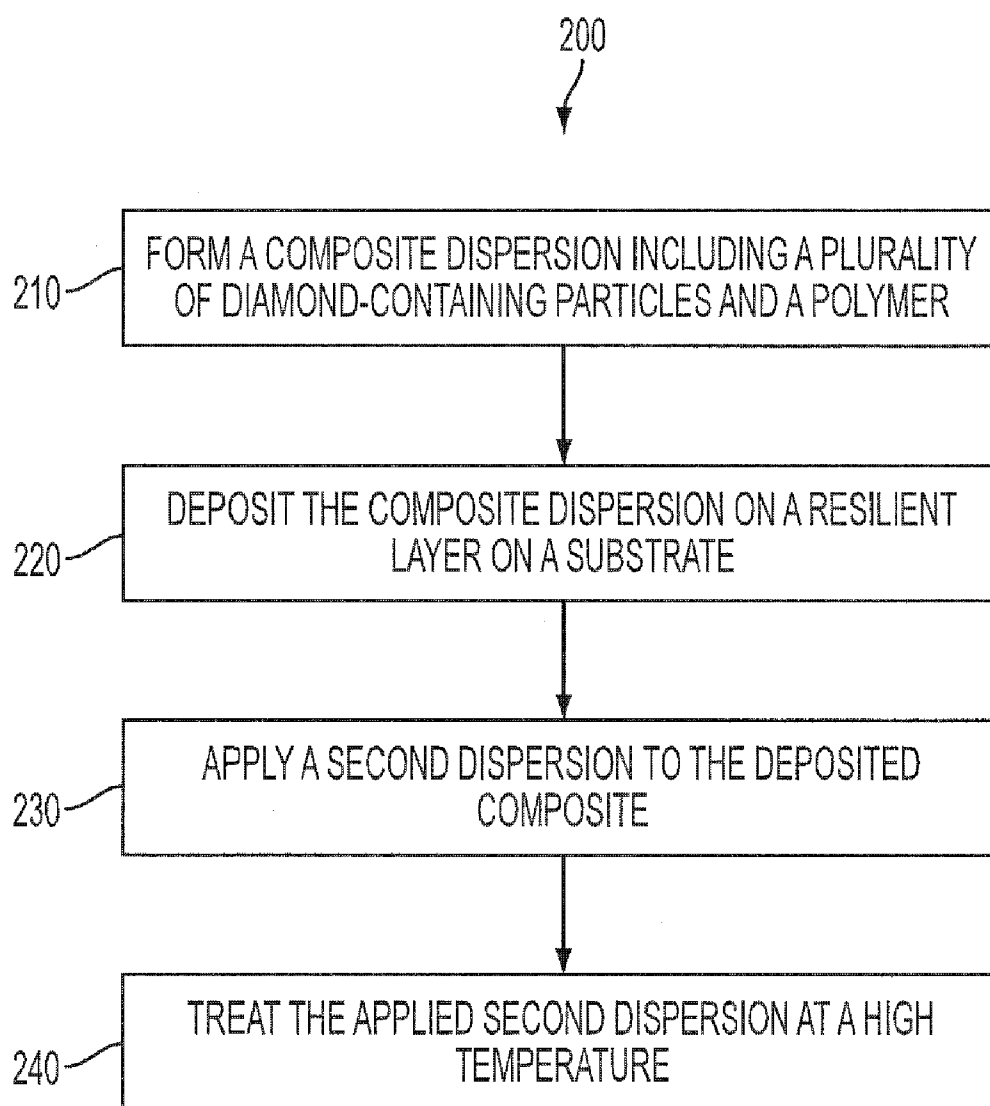 200
210
FORM A COMPOSITE DISPERSION INCLUDING A PLURALITY
OF DIAMOND-CONTAINING PARTICLES AND A POLYMER
220
DEPOSIT THE COMPOSITE DISPERSION ON A RESILIENT
LAYER ON A SUBSTRATE
230
APPLY A SECOND DISPERSION TO THE DEPOSITED
COMPOSITE
240
TREAT THE APPLIED SECOND DISPERSION AT A HIGH
TEMPERATURE